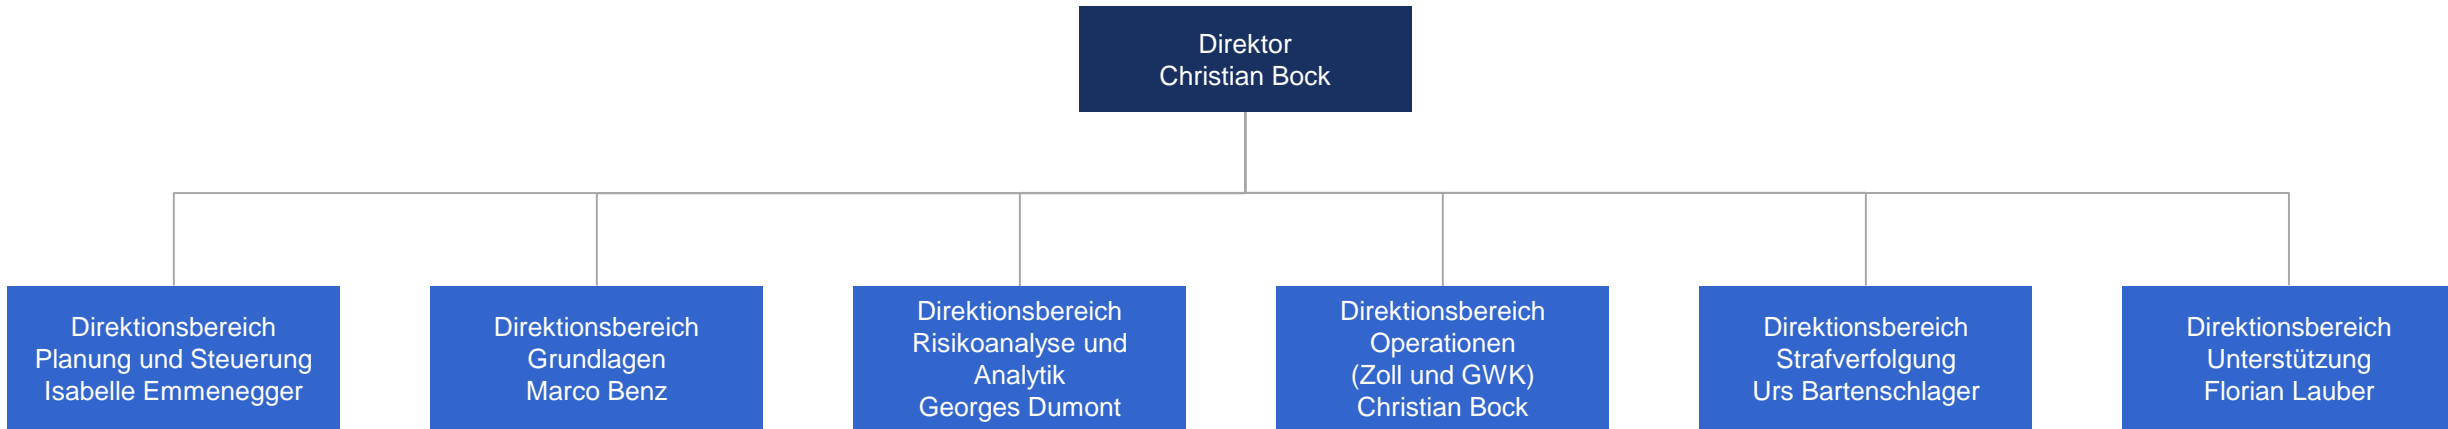 Direktor
Christian Bock
Direktionsbereich
Planung und Steuerung
Isabelle Emmenegger
Direktionsbereich
Grundlagen
Marco Benz
Direktionsbereich
Risikoanalyse und
Analytik
Georges Dumont
Direktionsbereich
Operationen
(Zoll und GWK)
Christian Bock
Direktionsbereich
Strafverfolgung
Urs Bartenschlager
Direktionsbereich
Unterstützung
Florian Lauber